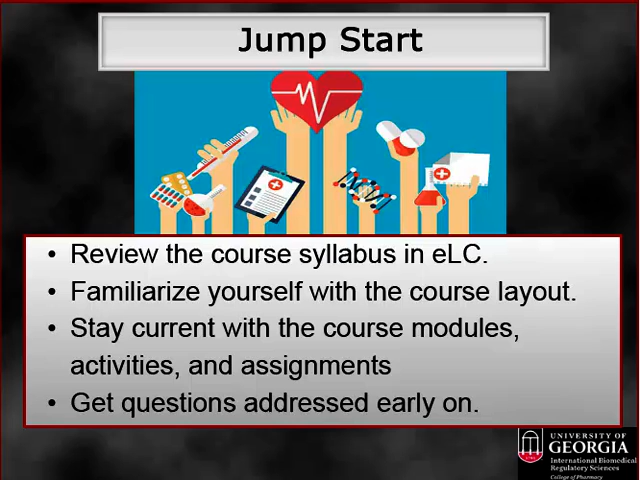 Jump Start
• Review the course syllabus in eLC.
• Familiarize yourself with the course layout.
• Stay current with the course modules,
activities, and assignments
• Get questions addressed early on.
UNIVERSITY OF
GEORGIA
International Biomedical
Regulatory Sciences
College of Pharmacy